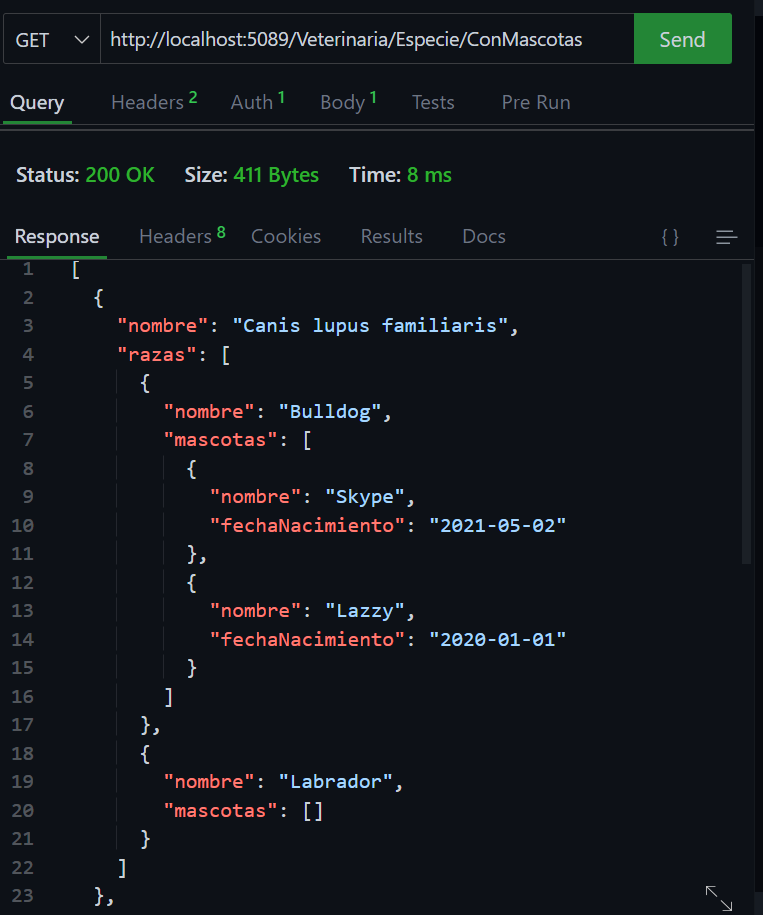 GET http://localhost:5089/Veterinaria/Especie/ConMascotas Send
Query Headers 2 Auth 1 Body 1 Tests Pre Run
Status: 200 OK Size: 411 Bytes Time: 8 ms
Response Headers 8 Cookies Results Docs { }
1 [
2 {
3 "nombre": "Canis lupus familiaris",
4 "razas": [
5 {
6 "nombre": "Bulldog",
7 "mascotas": [
8 {
9 "nombre": "Skype",
10 "fechaNacimiento": "2021-05-02"
11 },
12 {
13 "nombre": "Lazzy",
14 "fechaNacimiento": "2020-01-01"
15 }
16 ]
17 },
18 {
19 "nombre": "Labrador",
20 "mascotas": []
21 }
22 ]
23 },